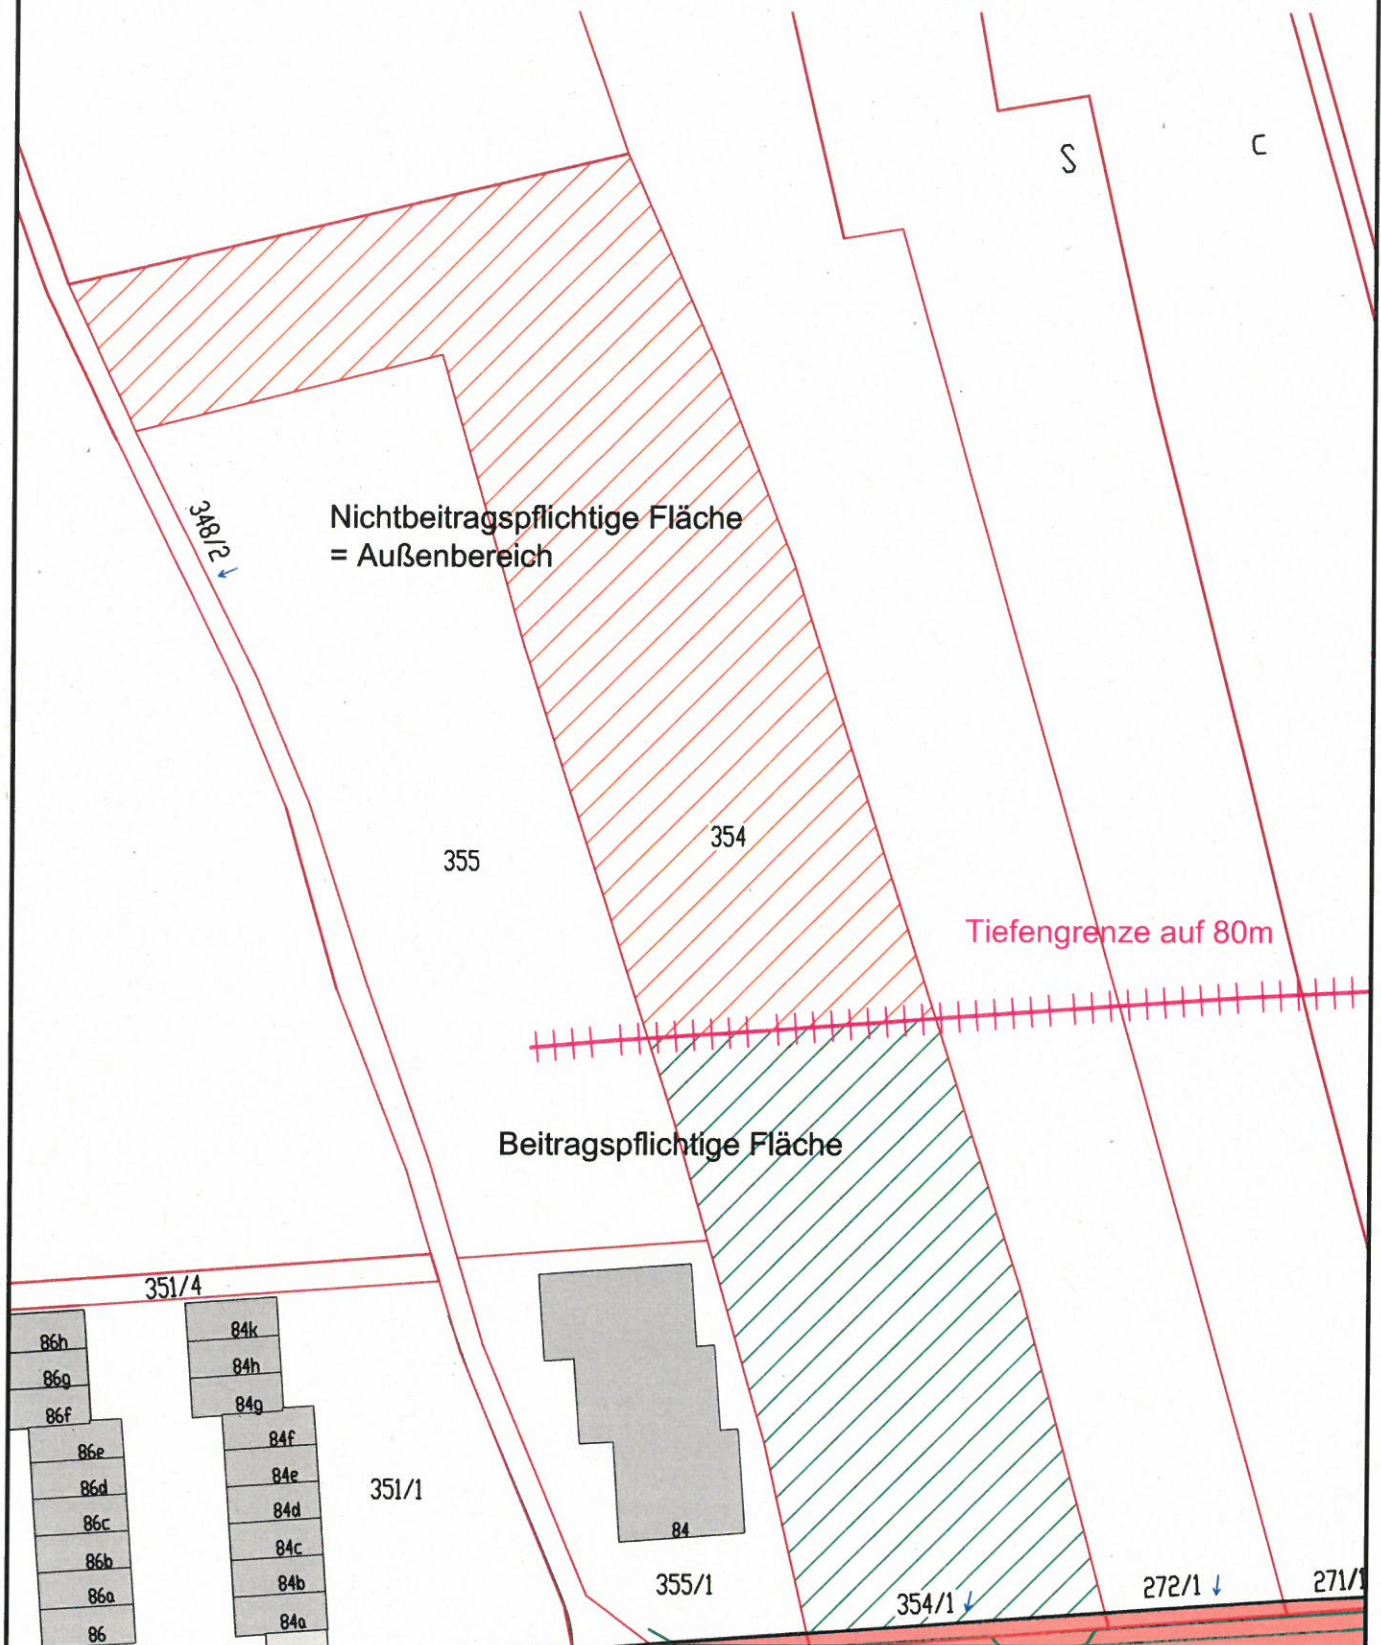 S
C
348/2
Nichtbeitragspflichtige Fläche
= Außenbereich
354
355
Tiefengrenze auf 80m
Beitragspflichtige Fläche
351/4
86h
86g
86f
86e
86d
86c
86b
86a
86
84k
84h
84g
84f
84e
84d
84c
84b
84a
351/1
84
355/1
354/1
272/1
271/1